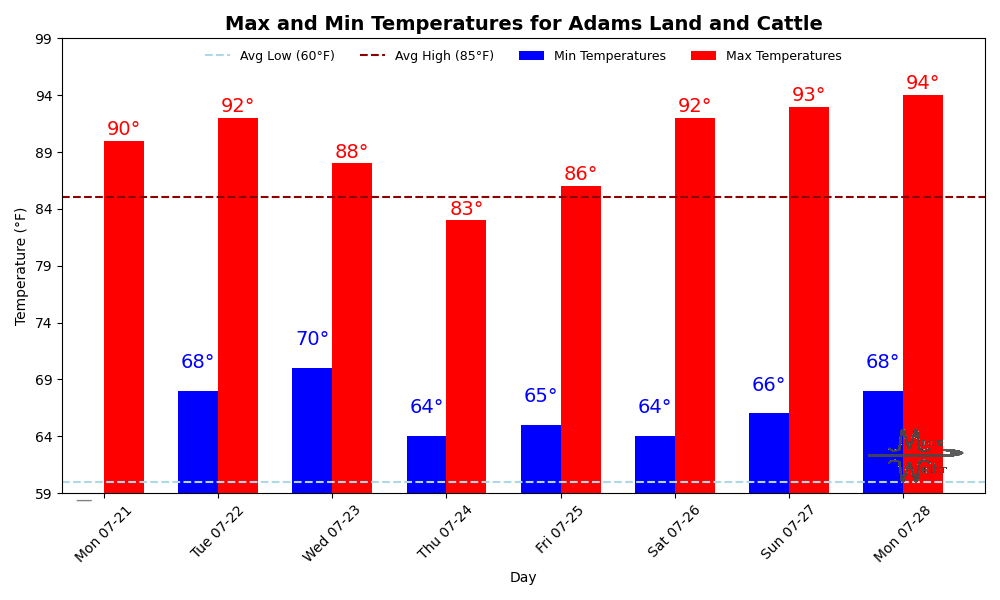 Max and Min Temperatures for Adams Land and Cattle
Avg Low (60°F) Avg High (85°F) Min Temperatures Max Temperatures
99
94
89
84
79
74
69
64
59
Temperature (°F)
90°
92°
88°
83°
86°
92°
93°
94°
68°
70°
64°
65°
64°
66°
68°
Mon 07-21
Tue 07-22
Wed 07-23
Thu 07-24
Fri 07-25
Sat 07-26
Sun 07-27
Mon 07-28
Day